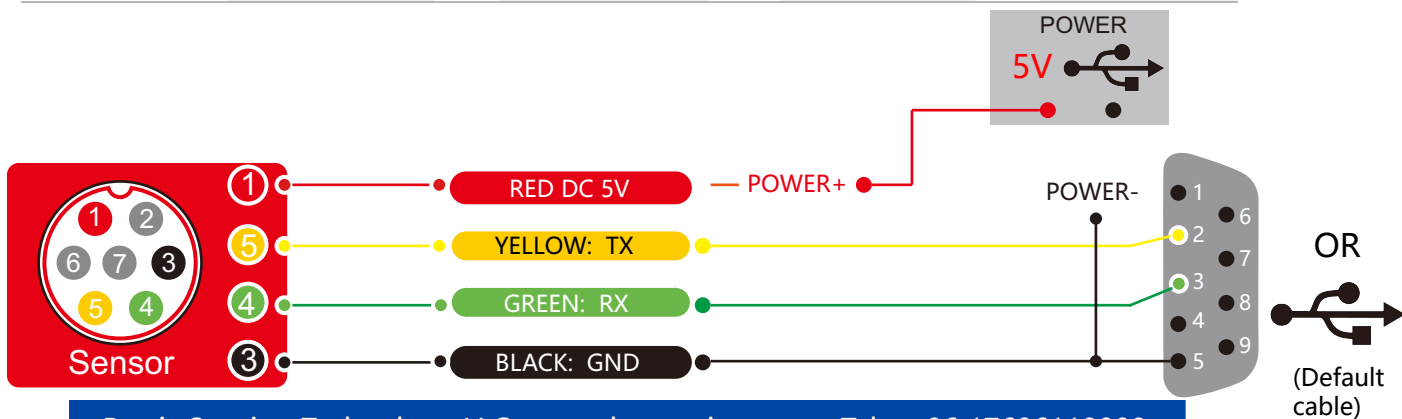 POWER
5V
1 RED DC 5V POWER+
POWER-
5 YELLOW: TX
4 GREEN: RX
3 BLACK: GND
1 2
6 7 3
5 4
Sensor
1
6
2
7
3
8
4
9
5
OR
(Default
cable)